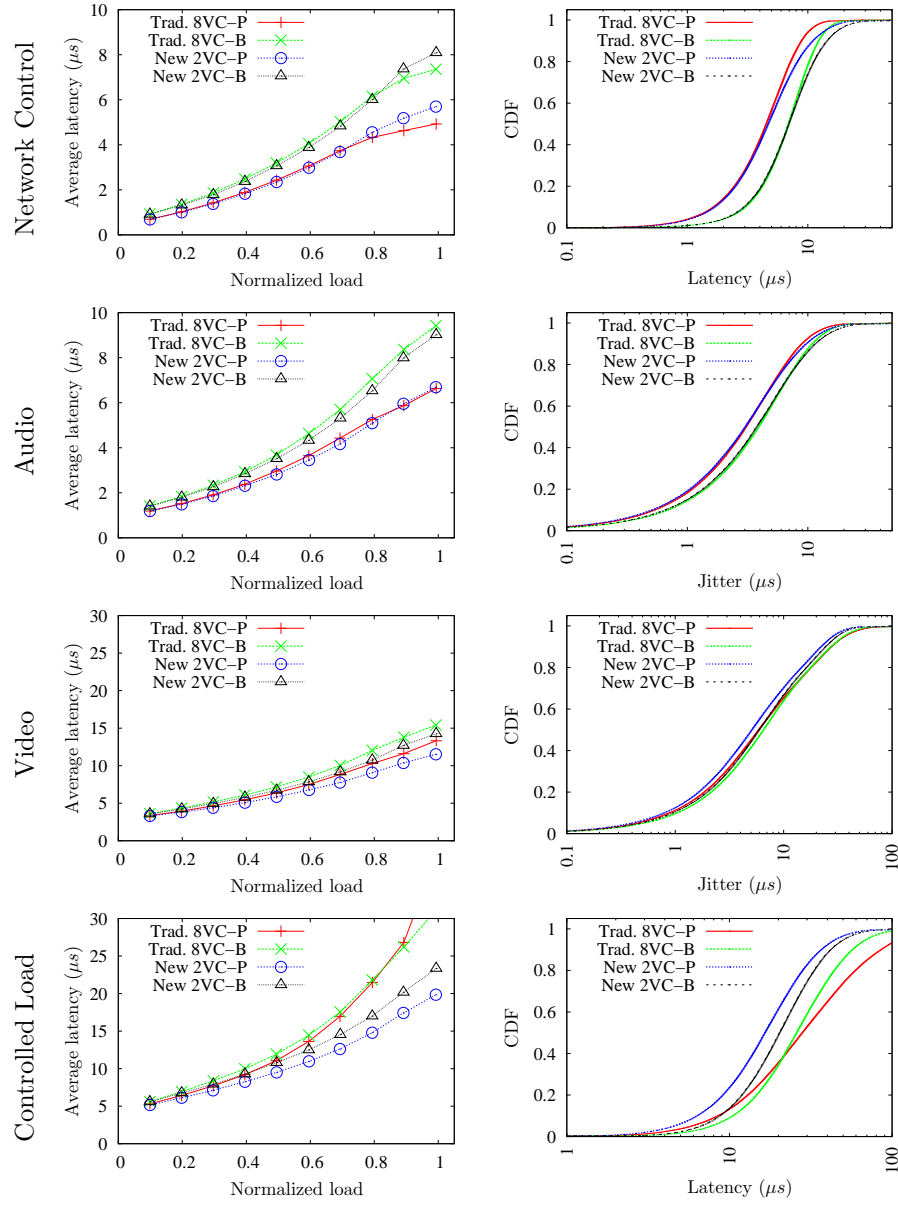 Network Control
Average latency (μs)
10
8
6
4
2
0
Trad. 8VC−P
Trad. 8VC−B
New 2VC−P
New 2VC−B
0 0.2 0.4 0.6 0.8 1
Normalized load
CDF
1
0.8
0.6
0.4
0.2
0
Trad. 8VC−P
Trad. 8VC−B
New 2VC−P
New 2VC−B
0.1 1 10
Latency (μs)
Audio
Average latency (μs)
10
8
6
4
2
0
Trad. 8VC−P
Trad. 8VC−B
New 2VC−P
New 2VC−B
0 0.2 0.4 0.6 0.8 1
Normalized load
CDF
1
0.8
0.6
0.4
0.2
0
Trad. 8VC−P
Trad. 8VC−B
New 2VC−P
New 2VC−B
0.1 1 10
Jitter (μs)
Video
Average latency (μs)
30
25
20
15
10
5
0
Trad. 8VC−P
Trad. 8VC−B
New 2VC−P
New 2VC−B
0 0.2 0.4 0.6 0.8 1
Normalized load
CDF
1
0.8
0.6
0.4
0.2
0
Trad. 8VC−P
Trad. 8VC−B
New 2VC−P
New 2VC−B
0.1 1 10 100
Jitter (μs)
Controlled Load
Average latency (μs)
30
25
20
15
10
5
0
Trad. 8VC−P
Trad. 8VC−B
New 2VC−P
New 2VC−B
0 0.2 0.4 0.6 0.8 1
Normalized load
CDF
1
0.8
0.6
0.4
0.2
0
Trad. 8VC−P
Trad. 8VC−B
New 2VC−P
New 2VC−B
1 10 100
Latency (μs)